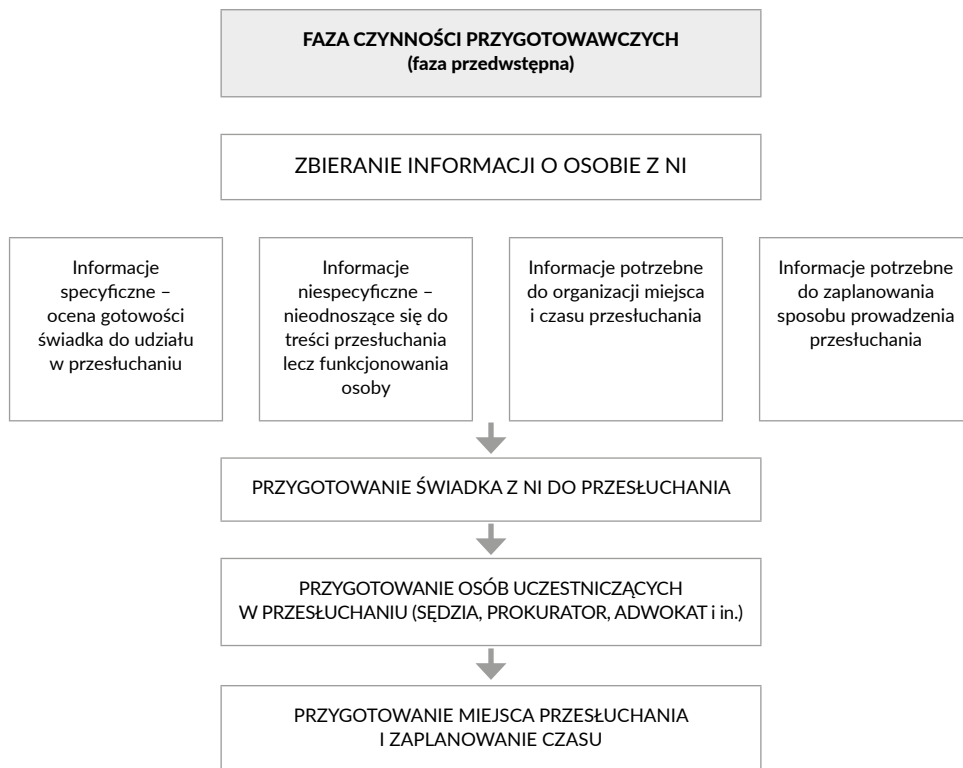 FAZA CZYNNOŚCI PRZYGOTOWAWCZYCH
(faza przedwstępna)
ZBIERANIE INFORMACJI O OSOBIE Z NI
Informacje
specyficzne –
ocena gotowości
świadka do udziału
w przesłuchaniu
Informacje
niespecyficzne –
nieodnoszące się do
treści przesłuchania
lecz funkcjonowania
osoby
Informacje potrzebne
do organizacji miejsca
i czasu przesłuchania
Informacje potrzebne
do zaplanowania
sposobu prowadzenia
przesłuchania
PRZYGOTOWANIE ŚWIADKA Z NI DO PRZESŁUCHANIA
PRZYGOTOWANIE OSÓB UCZESTNICZĄCYCH
W PRZESŁUCHANIU (SĘDZIA, PROKURATOR, ADWOKAT i in.)
PRZYGOTOWANIE MIEJSCA PRZESŁUCHANIA
I ZAPLANOWANIE CZASU